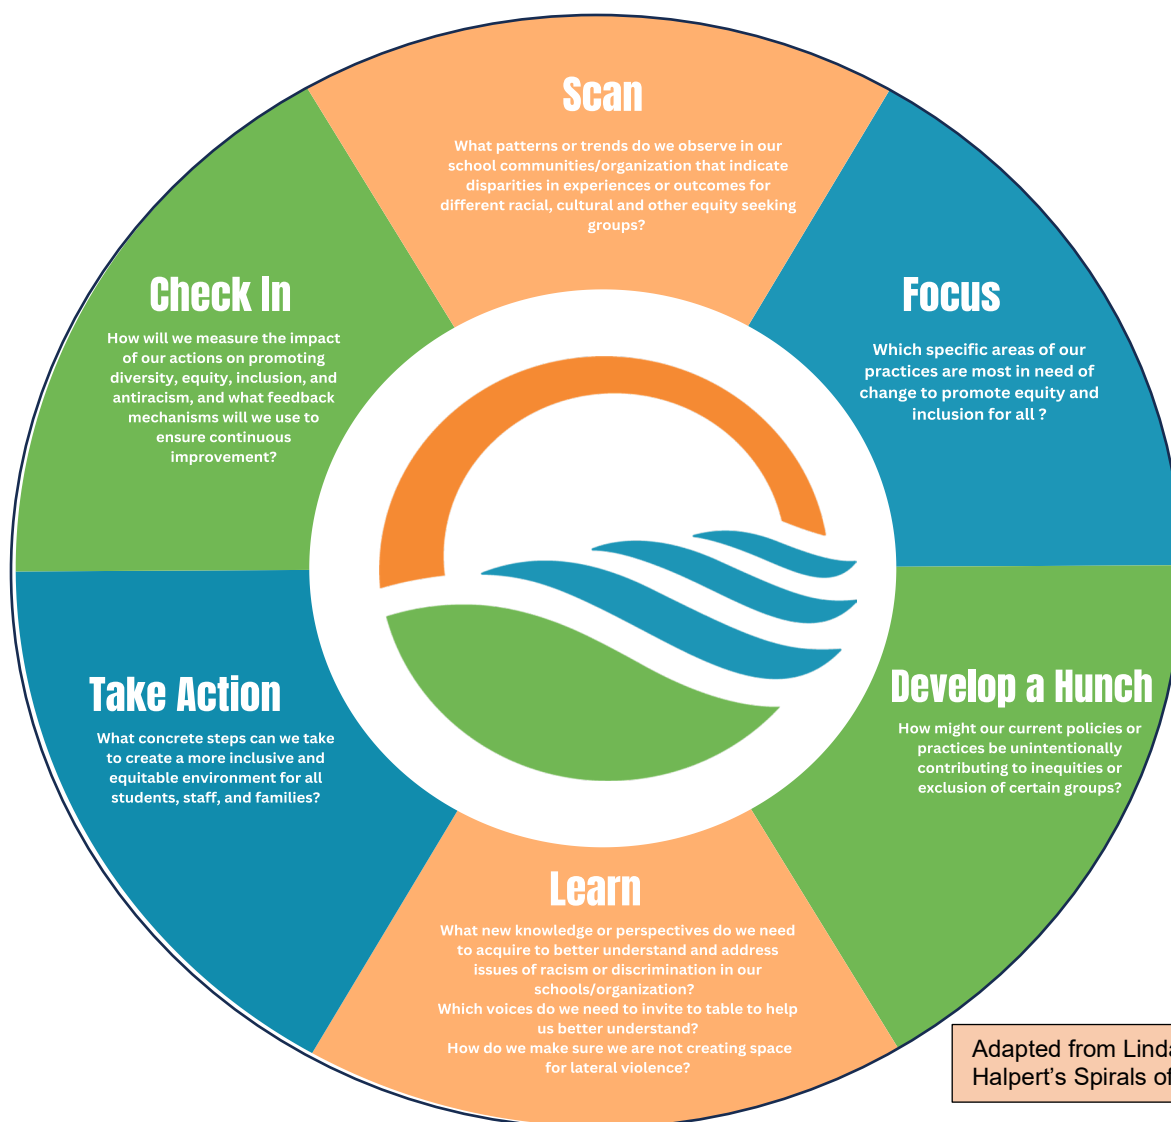 Scan
What patterns or trends do we observe in our
school communities/organization that indicate
disparities in experiences or outcomes for
different racial, cultural and other equity seeking
groups?
Focus
Which specific areas of our
practices are most in need of
change to promote equity and
inclusion for all ?
Develop a Hunch
How might our current policies or
practices be unintentionally
contributing to inequities or
exclusion of certain groups?
Learn
What new knowledge or perspectives do we need
to acquire to better understand and address
issues of racism or discrimination in our
schools/organization?
Which voices do we need to invite to table to help
us better understand?
How do we make sure we are not creating space
for lateral violence?
Take Action
What concrete steps can we take
to create a more inclusive and
equitable environment for all
students, staff, and families?
Check In
How will we measure the impact
of our actions on promoting
diversity, equity, inclusion, and
antiracism, and what feedback
mechanisms will we use to
ensure continuous
improvement?
Adapted from Linda
Halpert’s Spirals of